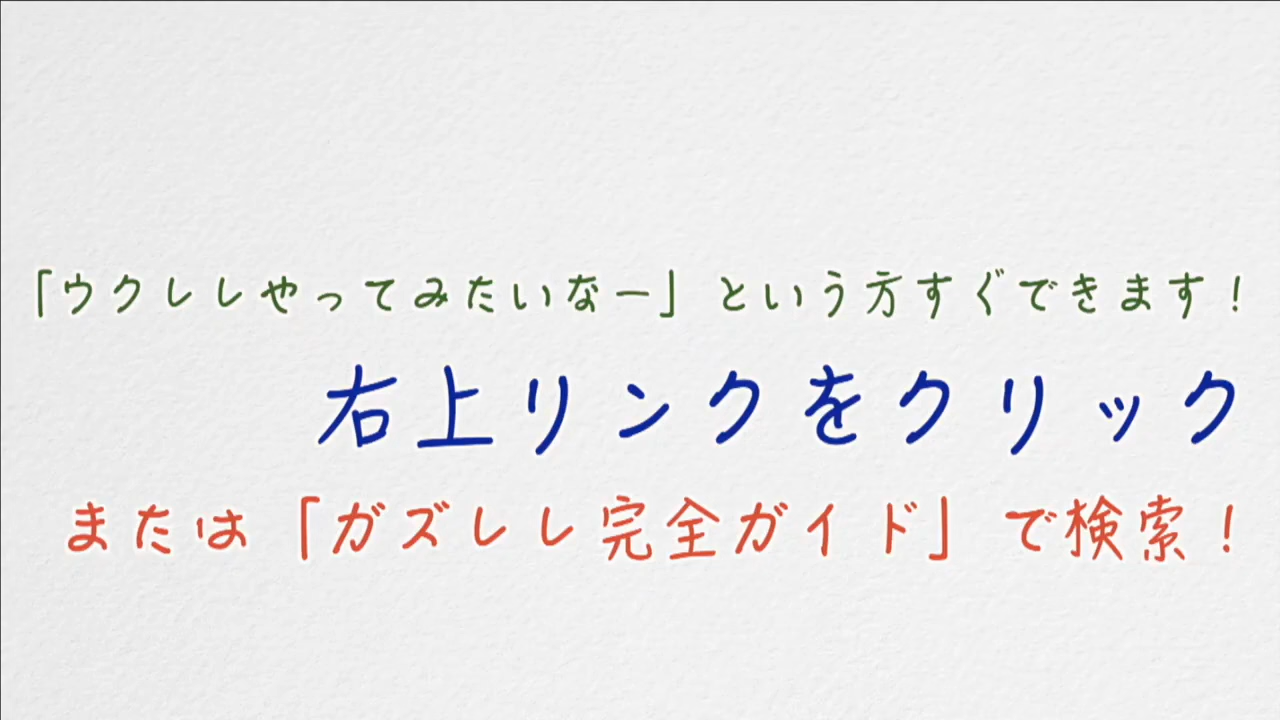 「ウクレレやってみたいなー」という方すぐできます！
右上リンクをクリック
または「ガズレレ完全ガイド」で検索！